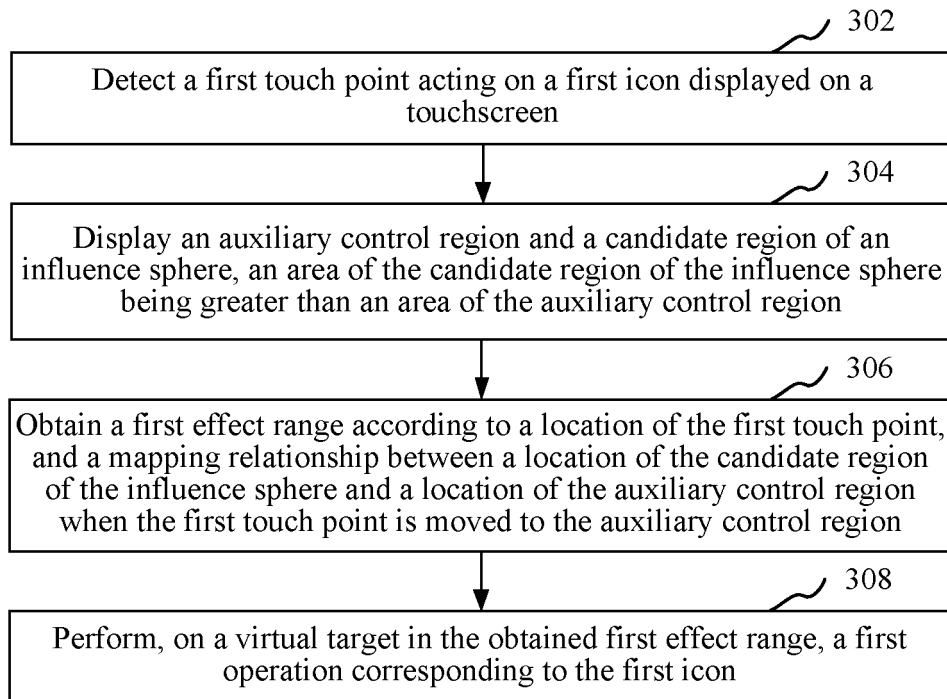 302
Detect a first touch point acting on a first icon displayed on a
touchscreen
304
Display an auxiliary control region and a candidate region of an
influence sphere, an area of the candidate region of the influence sphere
being greater than an area of the auxiliary control region
306
Obtain a first effect range according to a location of the first touch point,
and a mapping relationship between a location of the candidate region
of the influence sphere and a location of the auxiliary control region
when the first touch point is moved to the auxiliary control region
308
Perform, on a virtual target in the obtained first effect range, a first
operation corresponding to the first icon